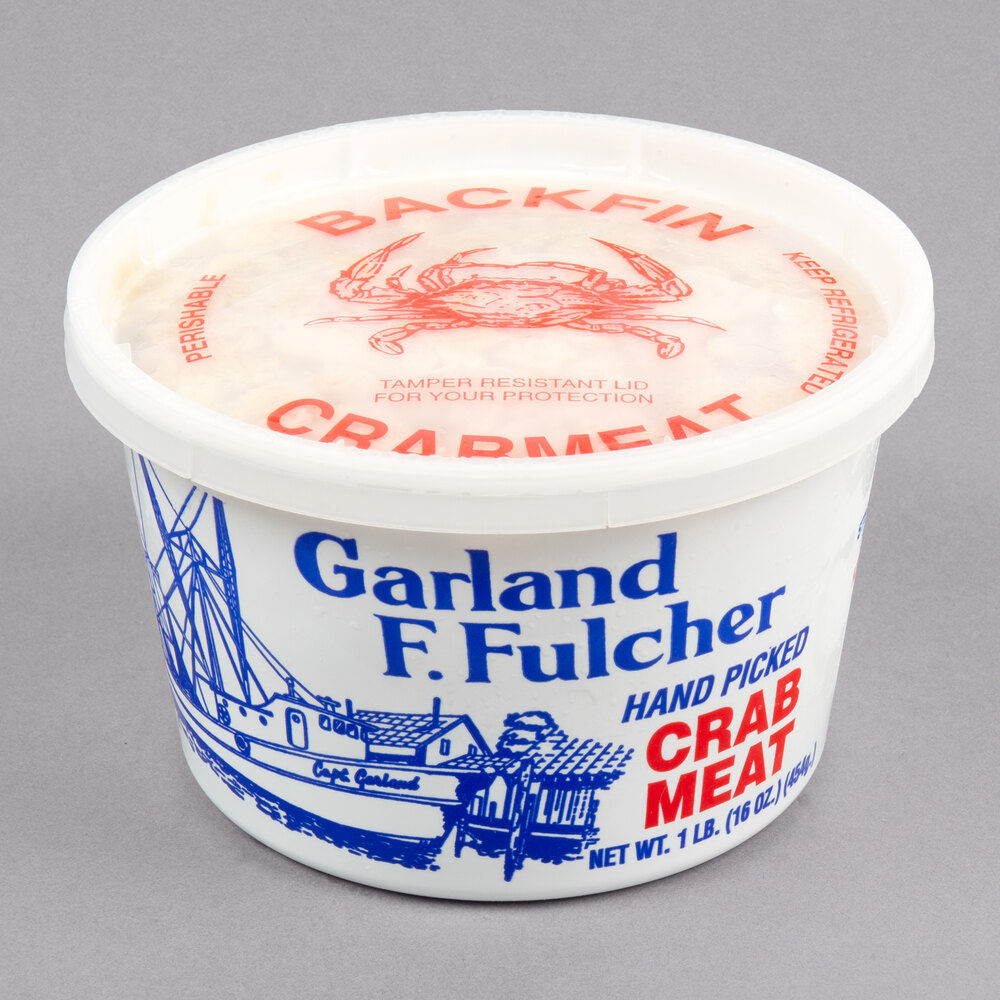 BACKFIN
PERISHABLE
KEEP REFRIGERATED
TAMPER RESISTANT LID
FOR YOUR PROTECTION
CRABMEAT
Garland
F. Fulcher
HAND PICKED
CRAB
MEAT
NET WT. 1 LB. (16 OZ.) (454g.)
Capt. Garland